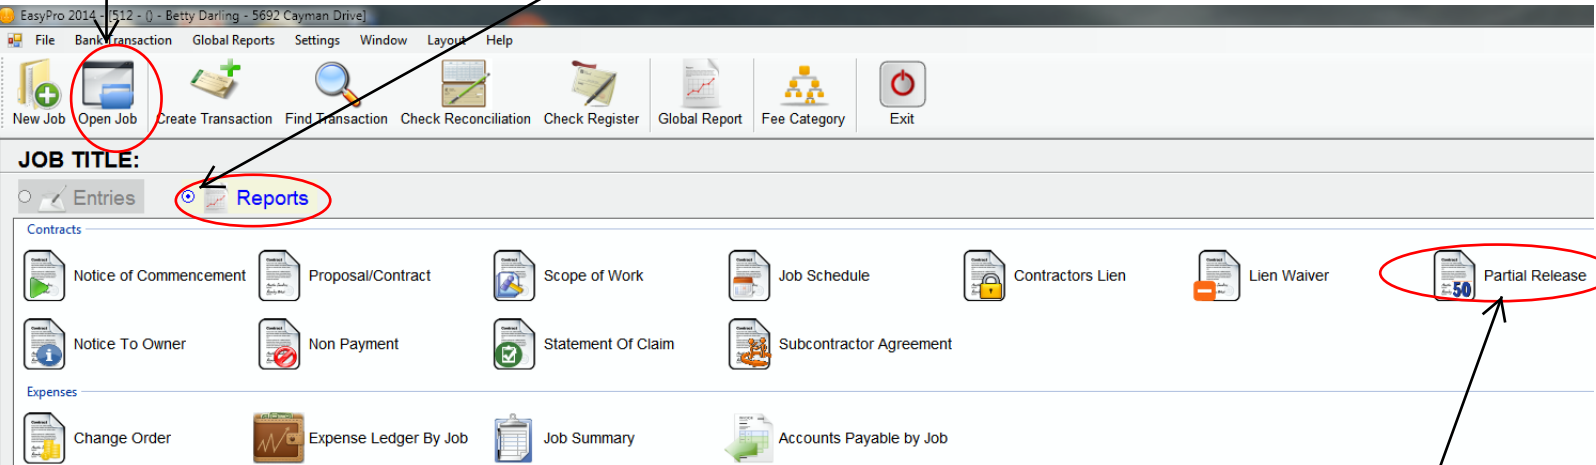 EasyPro 2014 - [512 - () - Betty Darling - 5692 Cayman Drive]
File Bank Transaction Global Reports Settings Window Layout Help
New Job Open Job Create Transaction Find Transaction Check Reconciliation Check Register Global Report Fee Category Exit
JOB TITLE:
Entries Reports
Contracts
Notice of Commencement Proposal/Contract Scope of Work Job Schedule Contractors Lien Lien Waiver 50 Partial Release
Notice To Owner Non Payment Statement Of Claim Subcontractor Agreement
Expenses
Change Order Expense Ledger By Job Job Summary Accounts Payable by Job